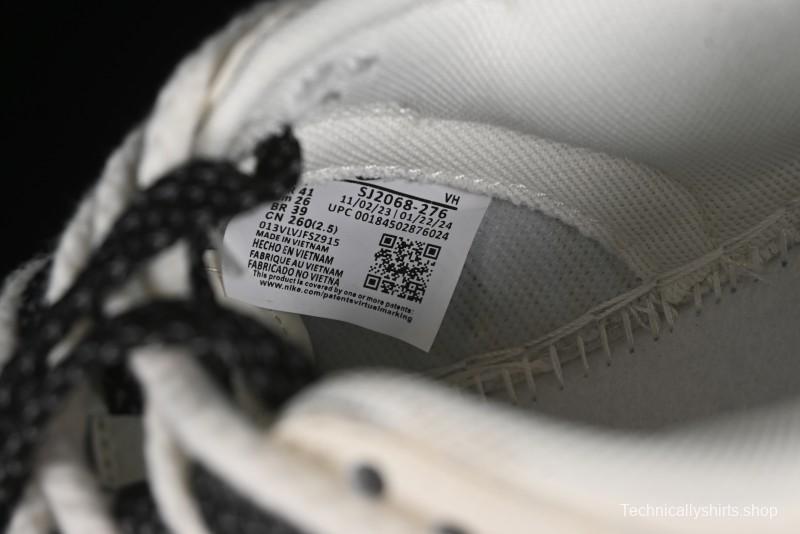 41
26
BR 39
CN 260(2.5)
013VLVJFSZ915
MADE IN VIETNAM
HECHO EN VIETNAM
FABRIQUE AU VIETNAM
FABRICADO NO VIETNA
This product is covered by one or more patents:
www.nike.com/patentsvirtualmarking
SJ2068-276 VH
11/02/23 | 01/22/24
UPC 00184502876024
Technicallyshirts.shop